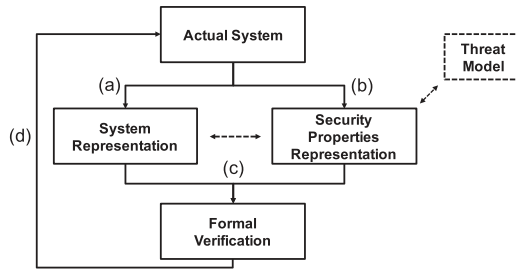 Actual System
Threat
Model
(a)
(b)
(d)
System
Representation
Security
Properties
Representation
(c)
Formal
Verification